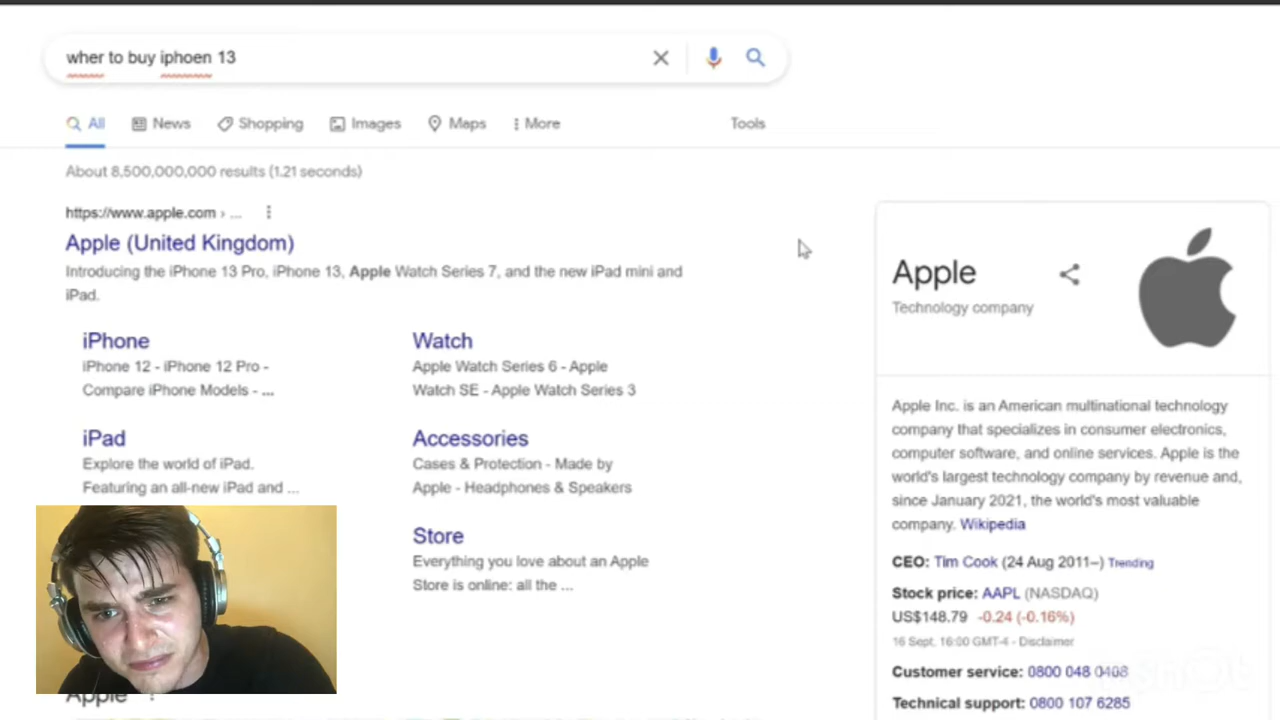 wher to buy iphoen 13
All News Shopping Images Maps More Tools
About 8,500,000,000 results (1.21 seconds)
https://www.apple.com › ...
Apple (United Kingdom)
Introducing the iPhone 13 Pro, iPhone 13, Apple Watch Series 7, and the new iPad mini and
iPad.
iPhone
iPhone 12 - iPhone 12 Pro -
Compare iPhone Models - ...
Watch
Apple Watch Series 6 - Apple
Watch SE - Apple Watch Series 3
iPad
Explore the world of iPad.
Featuring an all-new iPad and ...
Accessories
Cases & Protection - Made by
Apple - Headphones & Speakers
Store
Everything you love about an Apple
Store is online: all the ...
Apple
Apple
Technology company
Apple Inc. is an American multinational technology
company that specializes in consumer electronics,
computer software, and online services. Apple is the
world's largest technology company by revenue and,
since January 2021, the world's most valuable
company. Wikipedia
CEO: Tim Cook (24 Aug 2011–) Trending
Stock price: AAPL (NASDAQ)
US$148.79 -0.24 (-0.16%)
16 Sept, 16:00 GMT-4 - Disclaimer
Customer service: 0800 048 0408
Technical support: 0800 107 6285